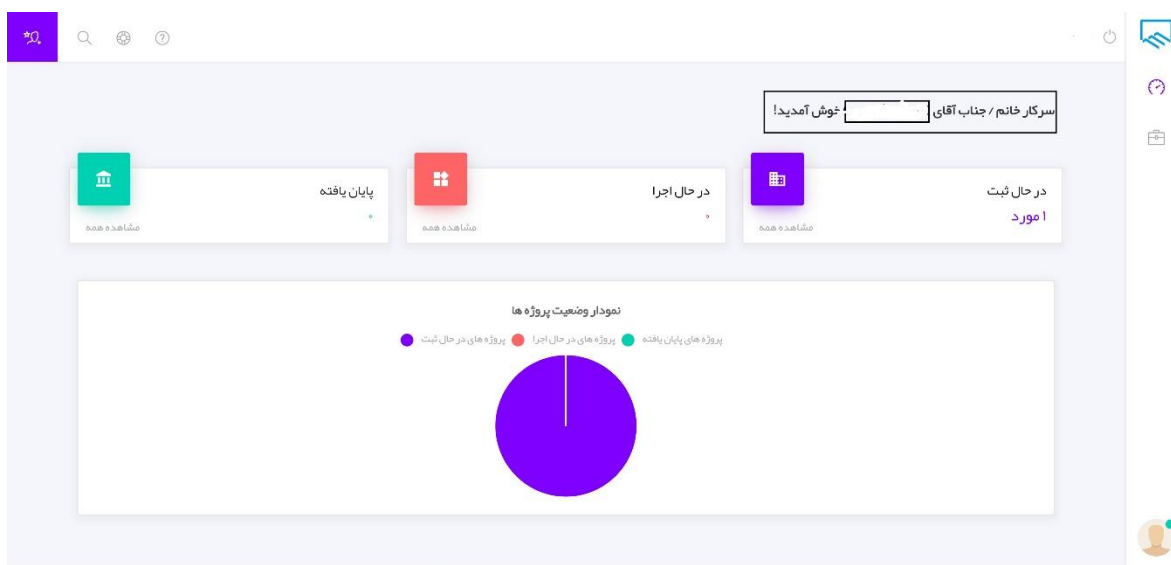 سرکار خانم / جناب آقای خوش آمدید!
در حال ثبت
۱ مورد
مشاهده همه
در حال اجرا
۰
مشاهده همه
پایان یافته
۰
مشاهده همه
نمودار وضعیت پروژه ها
پروژه های پایان یافته پروژه های در حال اجرا پروژه های در حال ثبت